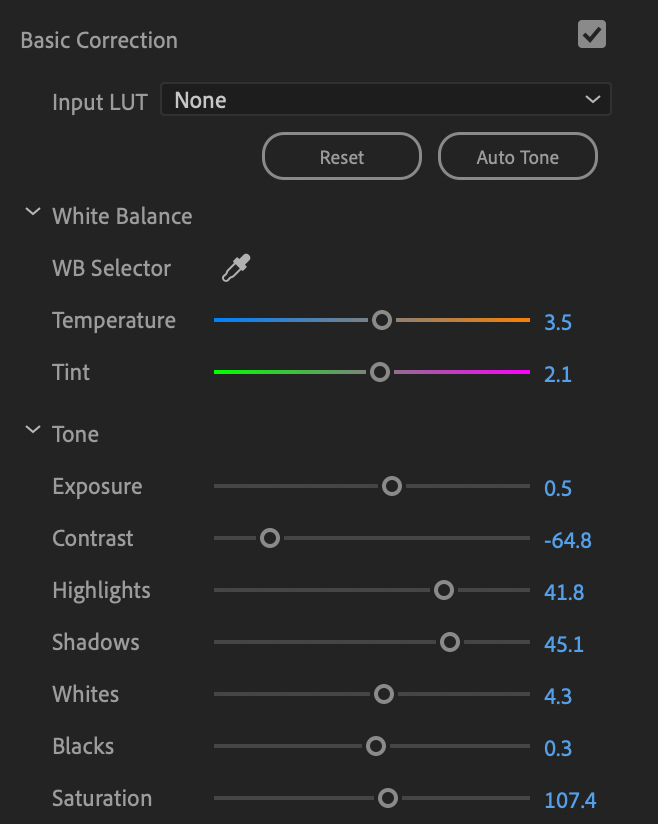 Basic Correction
Input LUT None
Reset Auto Tone
White Balance
WB Selector
Temperature 3.5
Tint 2.1
Tone
Exposure 0.5
Contrast -64.8
Highlights 41.8
Shadows 45.1
Whites 4.3
Blacks 0.3
Saturation 107.4